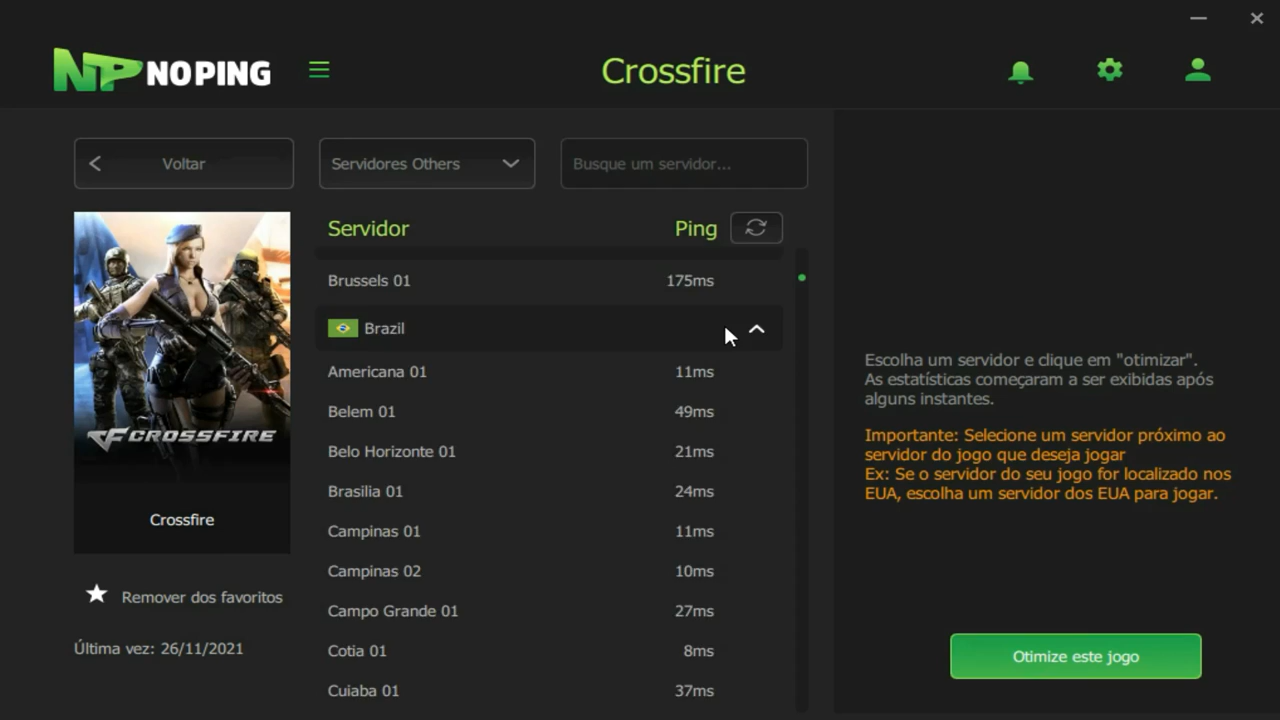 NP NOPING
Crossfire
Voltar
Servidores Others
Busque um servidor...
Servidor
Ping
Brussels 01
175ms
Brazil
Americana 01
11ms
Belem 01
49ms
Belo Horizonte 01
21ms
Brasilia 01
24ms
Campinas 01
11ms
Campinas 02
10ms
Campo Grande 01
27ms
Cotia 01
8ms
Cuiaba 01
37ms
CF CROSSFIRE
Crossfire
Remover dos favoritos
Última vez: 26/11/2021
Escolha um servidor e clique em "otimizar".
As estatísticas começaram a ser exibidas após
alguns instantes.
Importante: Selecione um servidor próximo ao
servidor do jogo que deseja jogar
Ex: Se o servidor do seu jogo for localizado nos
EUA, escolha um servidor dos EUA para jogar.
Otimize este jogo